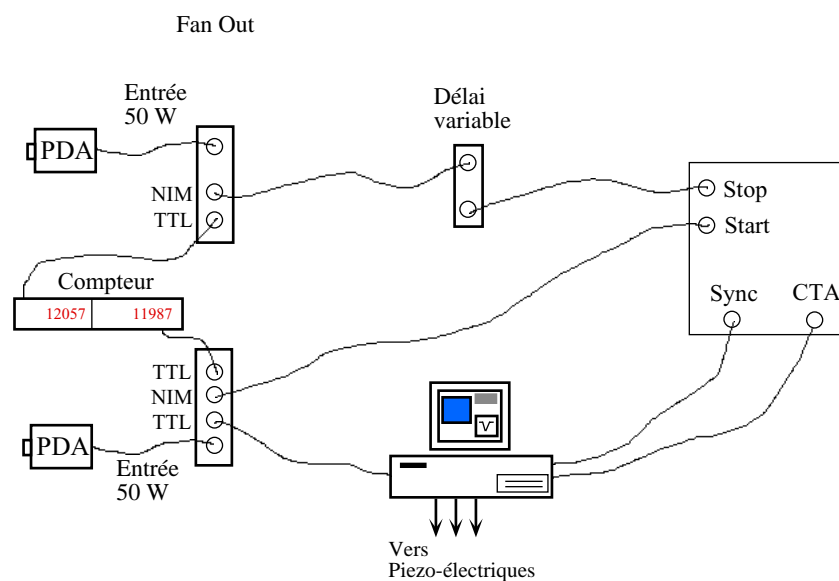 Fan Out
Entrée
50 W
PDA
NIM
TTL
Délai
variable
Stop
Start
Sync
CTA
Compteur
12057
11987
TTL
NIM
TTL
PDA
Entrée
50 W
Vers
Piezo-électriques